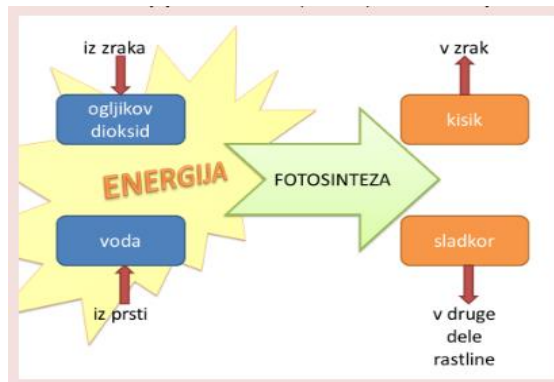 iz zraka
v zrak
ogljikov
dioksid
kisik
ENERGIJA
FOTOSINTEZA
voda
sladkor
iz prsti
v druge
dele
rastline